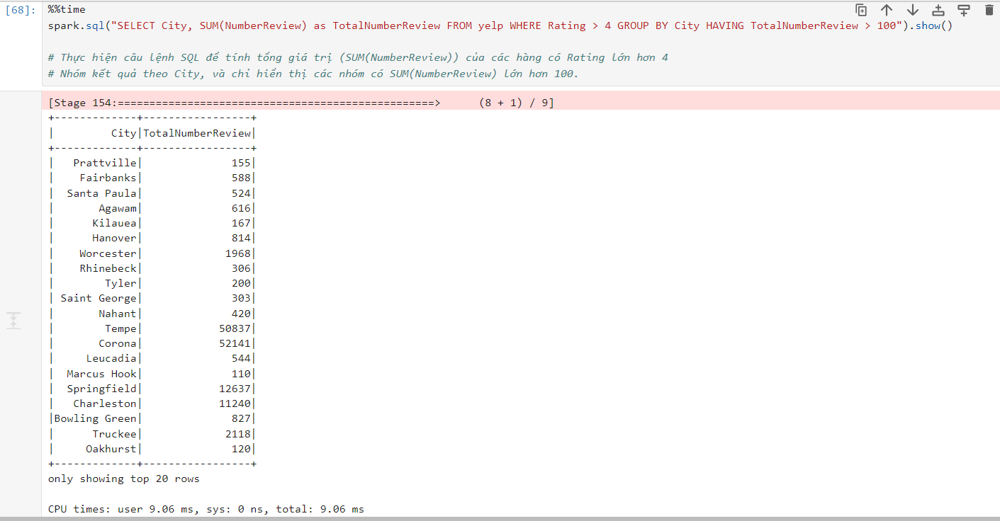 [68]: %%time
spark.sql("SELECT City, SUM(NumberReview) as TotalNumberReview FROM yelp WHERE Rating > 4 GROUP BY City HAVING TotalNumberReview > 100").show()
# Thực hiện câu lệnh SQL để tính tổng giá trị (SUM(NumberReview)) của các hàng có Rating lớn hơn 4
# Nhóm kết quả theo City, và chỉ hiển thị các nhóm có SUM(NumberReview) lớn hơn 100.
[Stage 154:==================================================>      (8 + 1) / 9]
+-------------+-----------------+
|         City|TotalNumberReview|
+-------------+-----------------+
|   Prattville|              155|
|    Fairbanks|              588|
|  Santa Paula|              524|
|       Agawam|              616|
|      Kilauea|              167|
|      Hanover|              814|
|    Worcester|             1968|
|    Rhinebeck|              306|
|        Tyler|              200|
| Saint George|              303|
|       Nahant|              420|
|        Tempe|            50837|
|       Corona|            52141|
|     Leucadia|              544|
|  Marcus Hook|              110|
|  Springfield|            12637|
|   Charleston|            11240|
|Bowling Green|              827|
|      Truckee|             2118|
|     Oakhurst|              120|
+-------------+-----------------+
only showing top 20 rows
CPU times: user 9.06 ms, sys: 0 ns, total: 9.06 ms